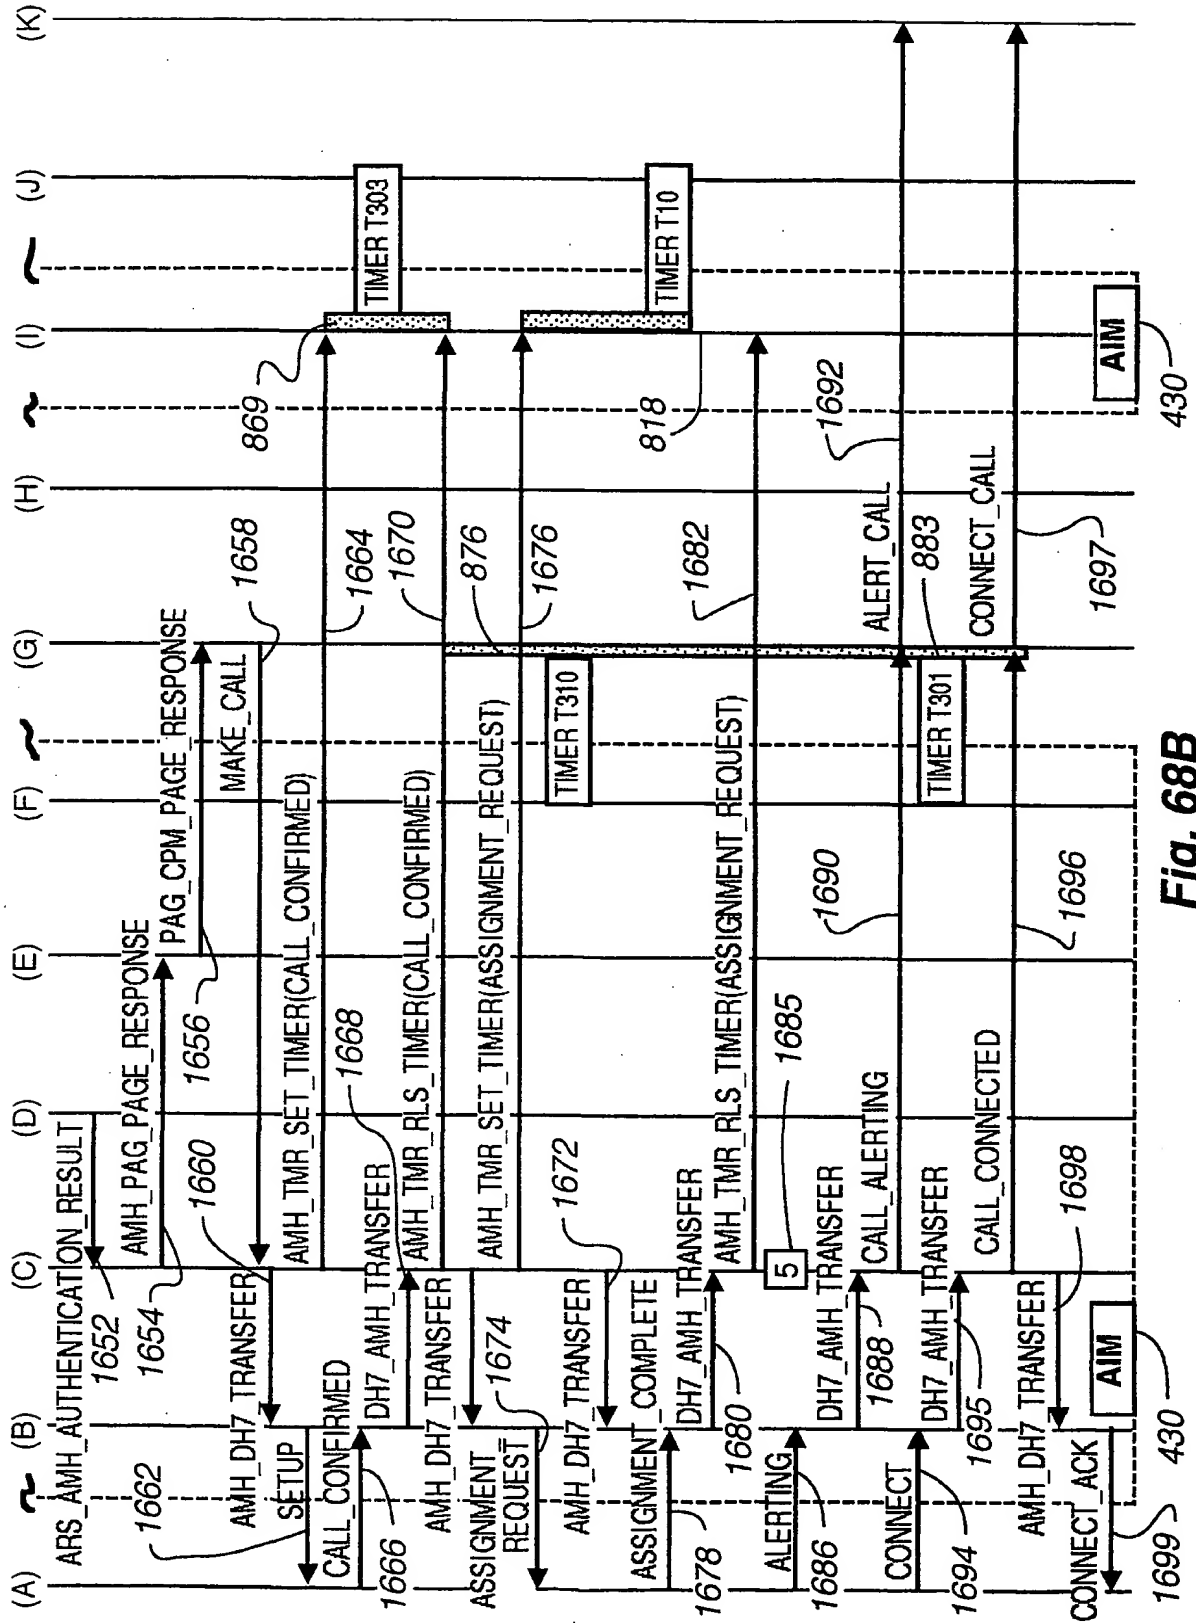 (A)
(B)
(C)
(D)
(E)
(F)
(G)
(H)
(I)
(J)
(K)
ARS_AMH_AUTHENTICATION_RESULT
1652
AMH_PAG_PAGE_RESPONSE
1654
PAG_CPM_PAGE_RESPONSE
1656
MAKE_CALL
1658
AMH_DH7_TRANSFER
1660
SETUP
1662
AMH_TMR_SET_TIMER(CALL_CONFIRMED)
1664
869
TIMER T303
CALL_CONFIRMED
1666
DH7_AMH_TRANSFER
1668
AMH_TMR_RLS_TIMER(CALL_CONFIRMED)
1670
876
TIMER T310
AMH_DH7_TRANSFER
1672
ASSIGNMENT_
REQUEST
1674
AMH_TMR_SET_TIMER(ASSIGNMENT_REQUEST)
1676
TIMER T10
818
AMH_DH7_TRANSFER
ASSIGNMENT_COMPLETE
1678
DH7_AMH_TRANSFER
1680
AMH_TMR_RLS_TIMER(ASSIGNMENT_REQUEST)
1682
5
1685
ALERTING
1686
DH7_AMH_TRANSFER
1688
CALL_ALERTING
1690
ALERT_CALL
1692
TIMER T301
883
CONNECT
1694
DH7_AMH_TRANSFER
1695
CALL_CONNECTED
1696
CONNECT_CALL
1697
AMH_DH7_TRANSFER
1698
CONNECT_ACK
1699
AIM
430
AIM
430
Fig. 68B